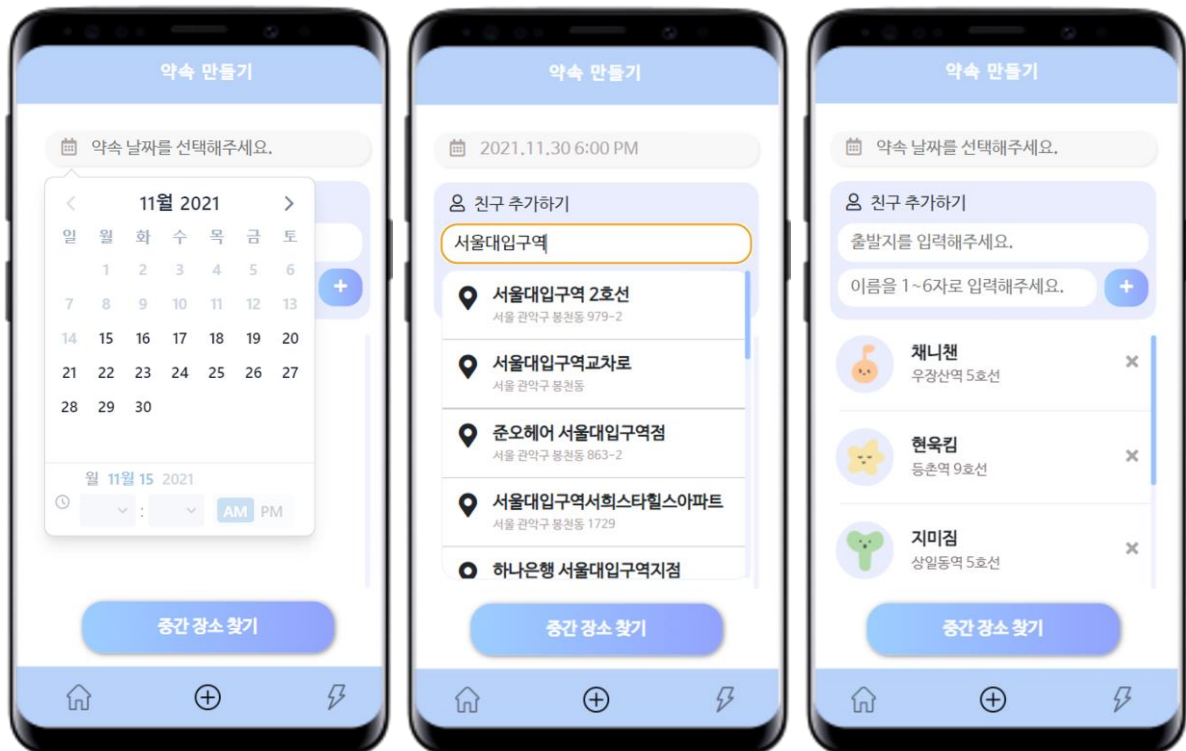 약속 만들기
약속 날짜를 선택해주세요.
11월 2021
일 월 화 수 목 금 토
1 2 3 4 5 6
7 8 9 10 11 12 13
14 15 16 17 18 19 20
21 22 23 24 25 26 27
28 29 30
월 11월 15 2021
: AM PM
+
중간 장소 찾기
약속 만들기
2021.11.30 6:00 PM
친구 추가하기
서울대입구역
서울대입구역 2호선
서울 관악구 봉천동 979-2
서울대입구역교차로
서울 관악구 봉천동
준오헤어 서울대입구역점
서울 관악구 봉천동 863-2
서울대입구역서희스타힐스아파트
서울 관악구 봉천동 1729
하나은행 서울대입구역지점
중간 장소 찾기
약속 만들기
약속 날짜를 선택해주세요.
친구 추가하기
출발지를 입력해주세요.
이름을 1~6자로 입력해주세요.
+
채니챈
우장산역 5호선
현욱킴
등촌역 9호선
지미짐
상일동역 5호선
중간 장소 찾기